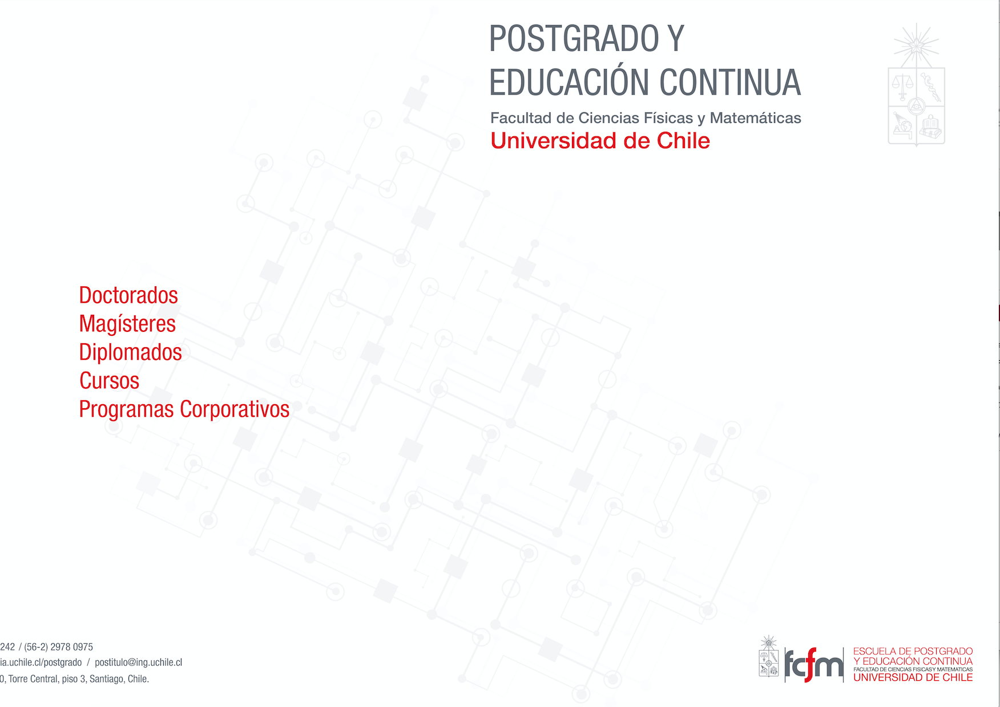 POSTGRADO Y
EDUCACIÓN CONTINUA
Facultad de Ciencias Físicas y Matemáticas
Universidad de Chile
Doctorados
Magísteres
Diplomados
Cursos
Programas Corporativos
242 / (56-2) 2978 0975
ia.uchile.cl/postgrado / postitulo@ing.uchile.cl
0, Torre Central, piso 3, Santiago, Chile.
fcfm
ESCUELA DE POSTGRADO
Y EDUCACIÓN CONTINUA
FACULTAD DE CIENCIAS FISICAS Y MATEMATICAS
UNIVERSIDAD DE CHILE